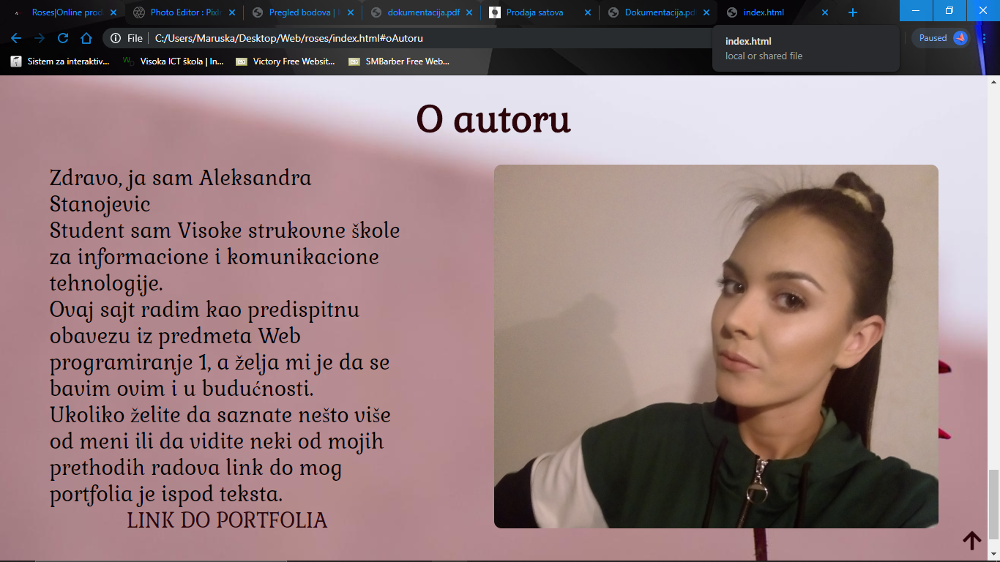 Roses|Online prod
Photo Editor : Pixlr
Pregled bodova |
dokumentacija.pdf
Prodaja satova
Dokumentacija.pd
index.html
File
C:/Users/Maruska/Desktop/Web/roses/index.html#oAutoru
Paused
index.html
local or shared file
Sistem za interaktiv...
Visoka ICT škola | In...
Victory Free Websit...
SMBarber Free Web...
O autoru
Zdravo, ja sam Aleksandra
Stanojevic
Student sam Visoke strukovne škole
za informacione i komunikacione
tehnologije.
Ovaj sajt radim kao predispitnu
obavezu iz predmeta Web
programiranje 1, a želja mi je da se
bavim ovim i u budućnosti.
Ukoliko želite da saznate nešto više
od meni ili da vidite neki od mojih
prethodih radova link do mog
portfolia je ispod teksta.
LINK DO PORTFOLIA